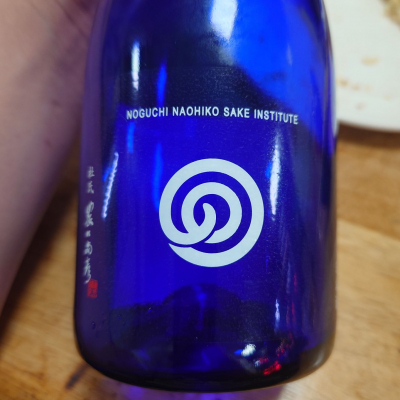 NOGUCHI NAOHIKO SAKE INSTITUTE
杜氏 農口尚彦